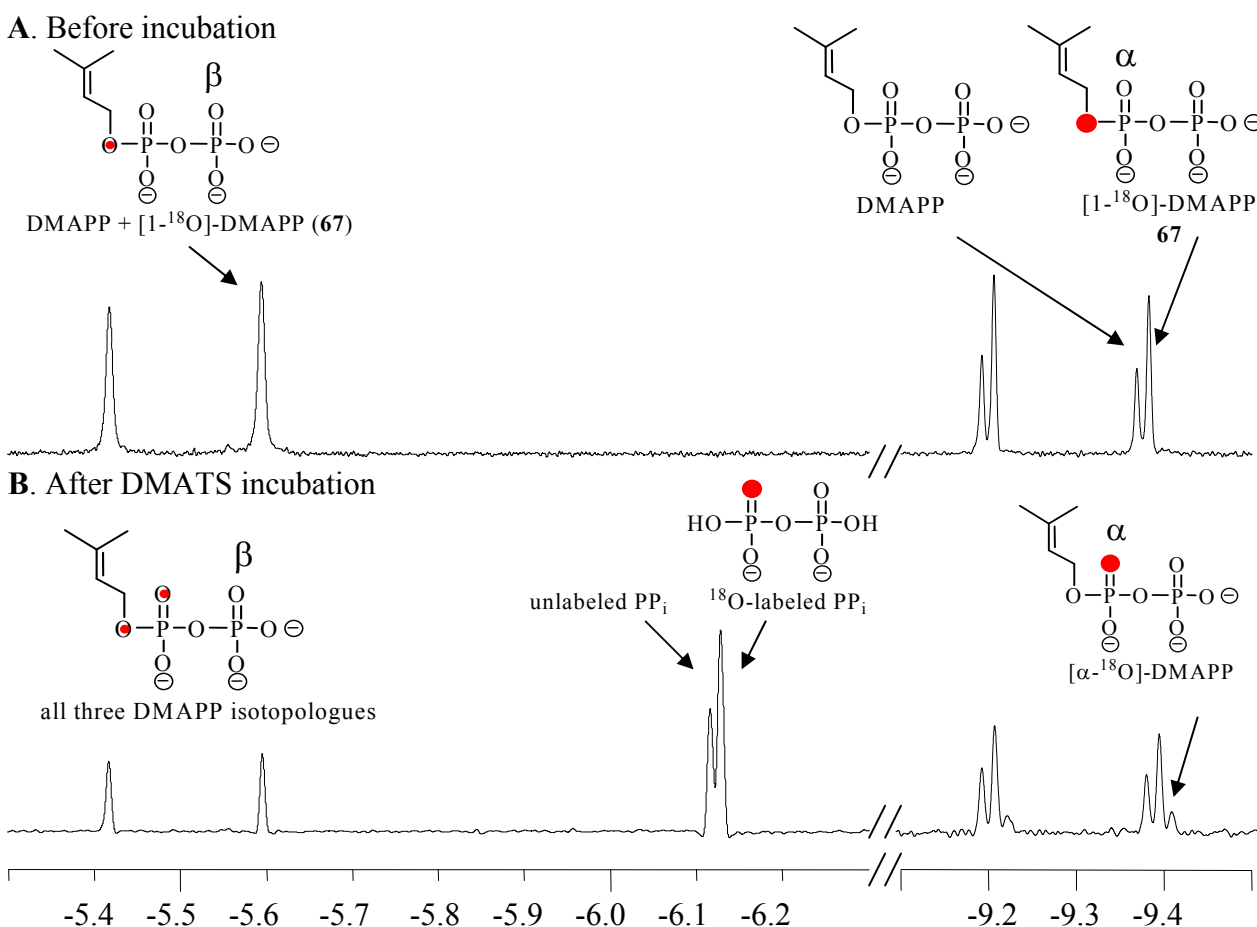 A. Before incubation
β
α
O O
O P O P O ⊖
O O
⊖ ⊖
DMAPP + [1-¹⁸O]-DMAPP (67)
O O
O P O P O ⊖
O O
⊖ ⊖
DMAPP
O O
P O P O ⊖
O O
⊖ ⊖
[1-¹⁸O]-DMAPP
67
B. After DMATS incubation
β
O O
O P O P O ⊖
O O
⊖ ⊖
all three DMAPP isotopologues
O
HO P O P OH
O O
⊖ ⊖
unlabeled PPᵢ
¹⁸O-labeled PPᵢ
α
O
O P O P O ⊖
O O
⊖ ⊖
[α-¹⁸O]-DMAPP
-5.4 -5.5 -5.6 -5.7 -5.8 -5.9 -6.0 -6.1 -6.2 -9.2 -9.3 -9.4